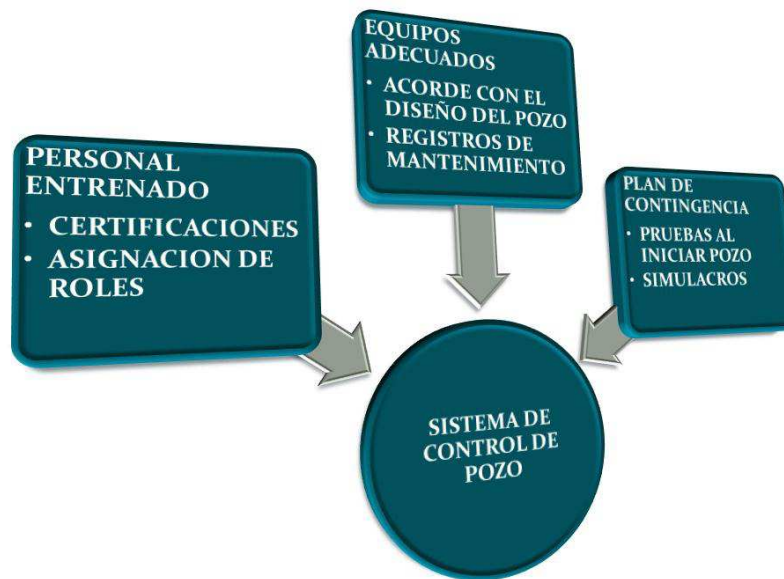 PERSONAL
ENTRENADO
• CERTIFICACIONES
• ASIGNACION DE
ROLES
EQUIPOS
ADECUADOS
• ACORDE CON EL
DISEÑO DEL POZO
• REGISTROS DE
MANTENIMIENTO
PLAN DE
CONTINGENCIA
• PRUEBAS AL
INICIAR POZO
• SIMULACROS
SISTEMA DE
CONTROL DE
POZO